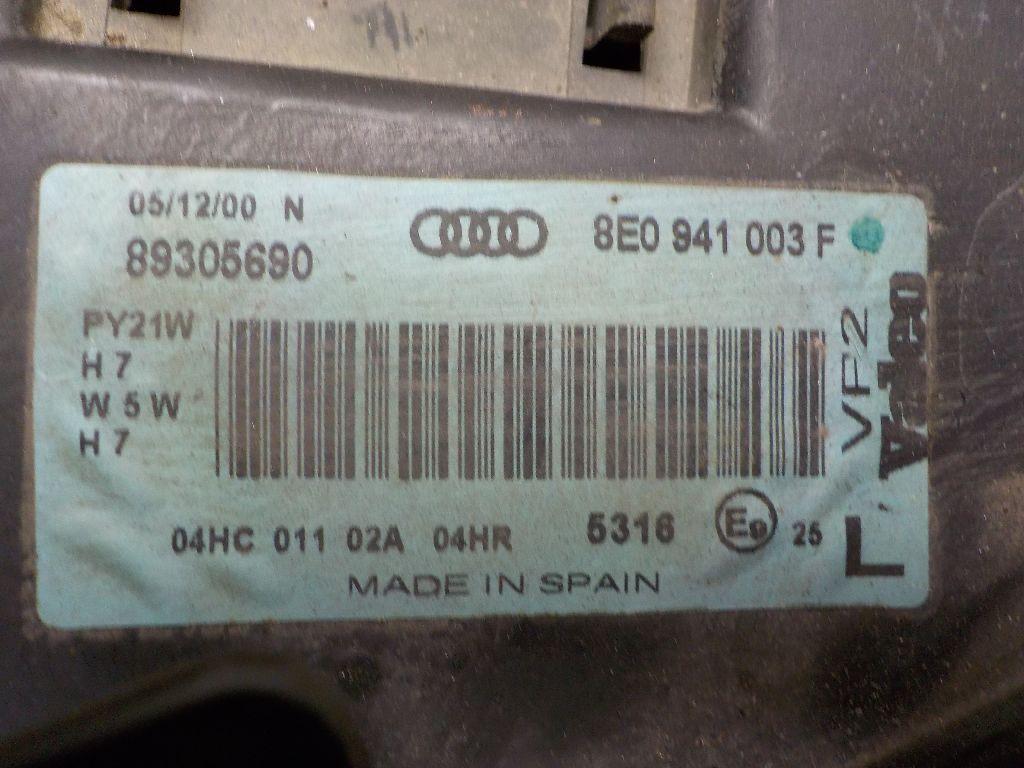 05/12/00 N
89305690
8E0 941 003 F
PY21W
H 7
W 5 W
H 7
VF2
Valeo
04HC 011 02A 04HR 5316 E9 25
L
MADE IN SPAIN